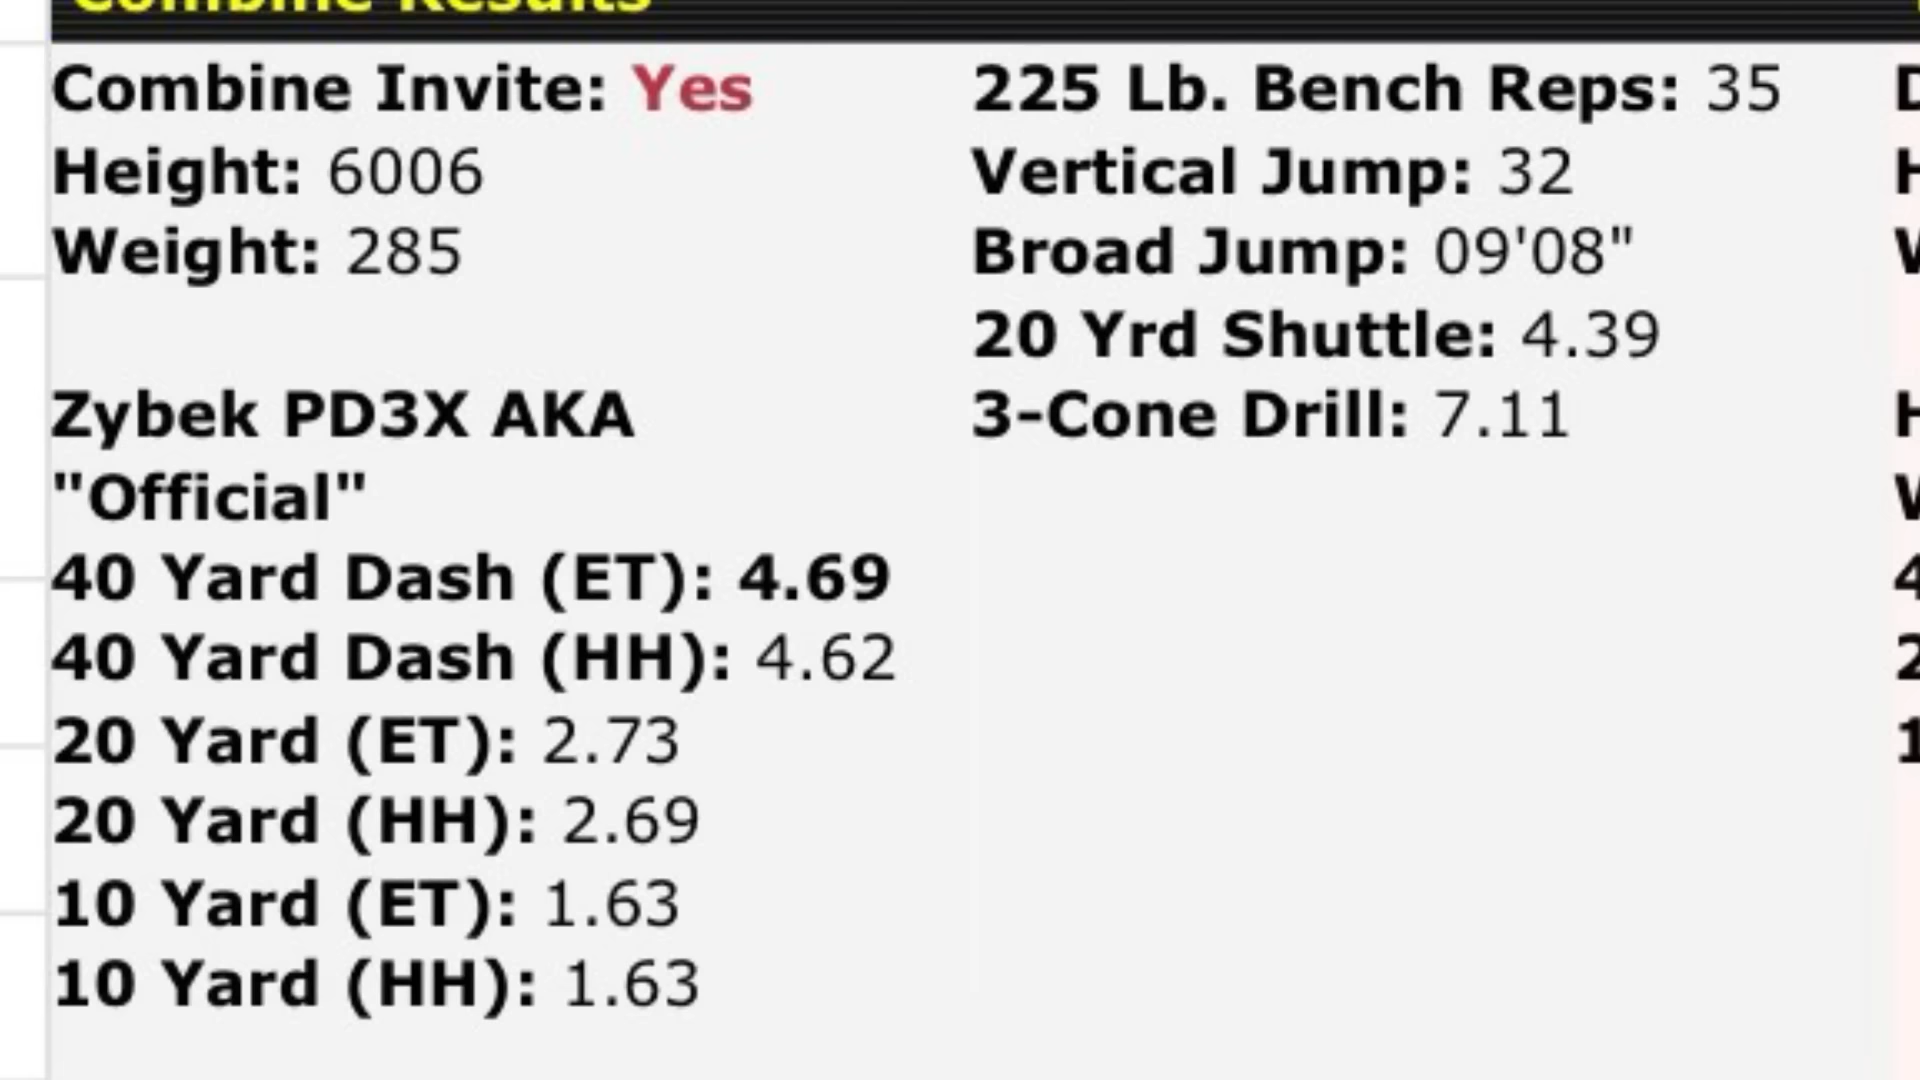 Combine Results
Combine Invite: Yes
Height: 6006
Weight: 285
Zybek PD3X AKA
"Official"
40 Yard Dash (ET): 4.69
40 Yard Dash (HH): 4.62
20 Yard (ET): 2.73
20 Yard (HH): 2.69
10 Yard (ET): 1.63
10 Yard (HH): 1.63
225 Lb. Bench Reps: 35
Vertical Jump: 32
Broad Jump: 09'08"
20 Yrd Shuttle: 4.39
3-Cone Drill: 7.11